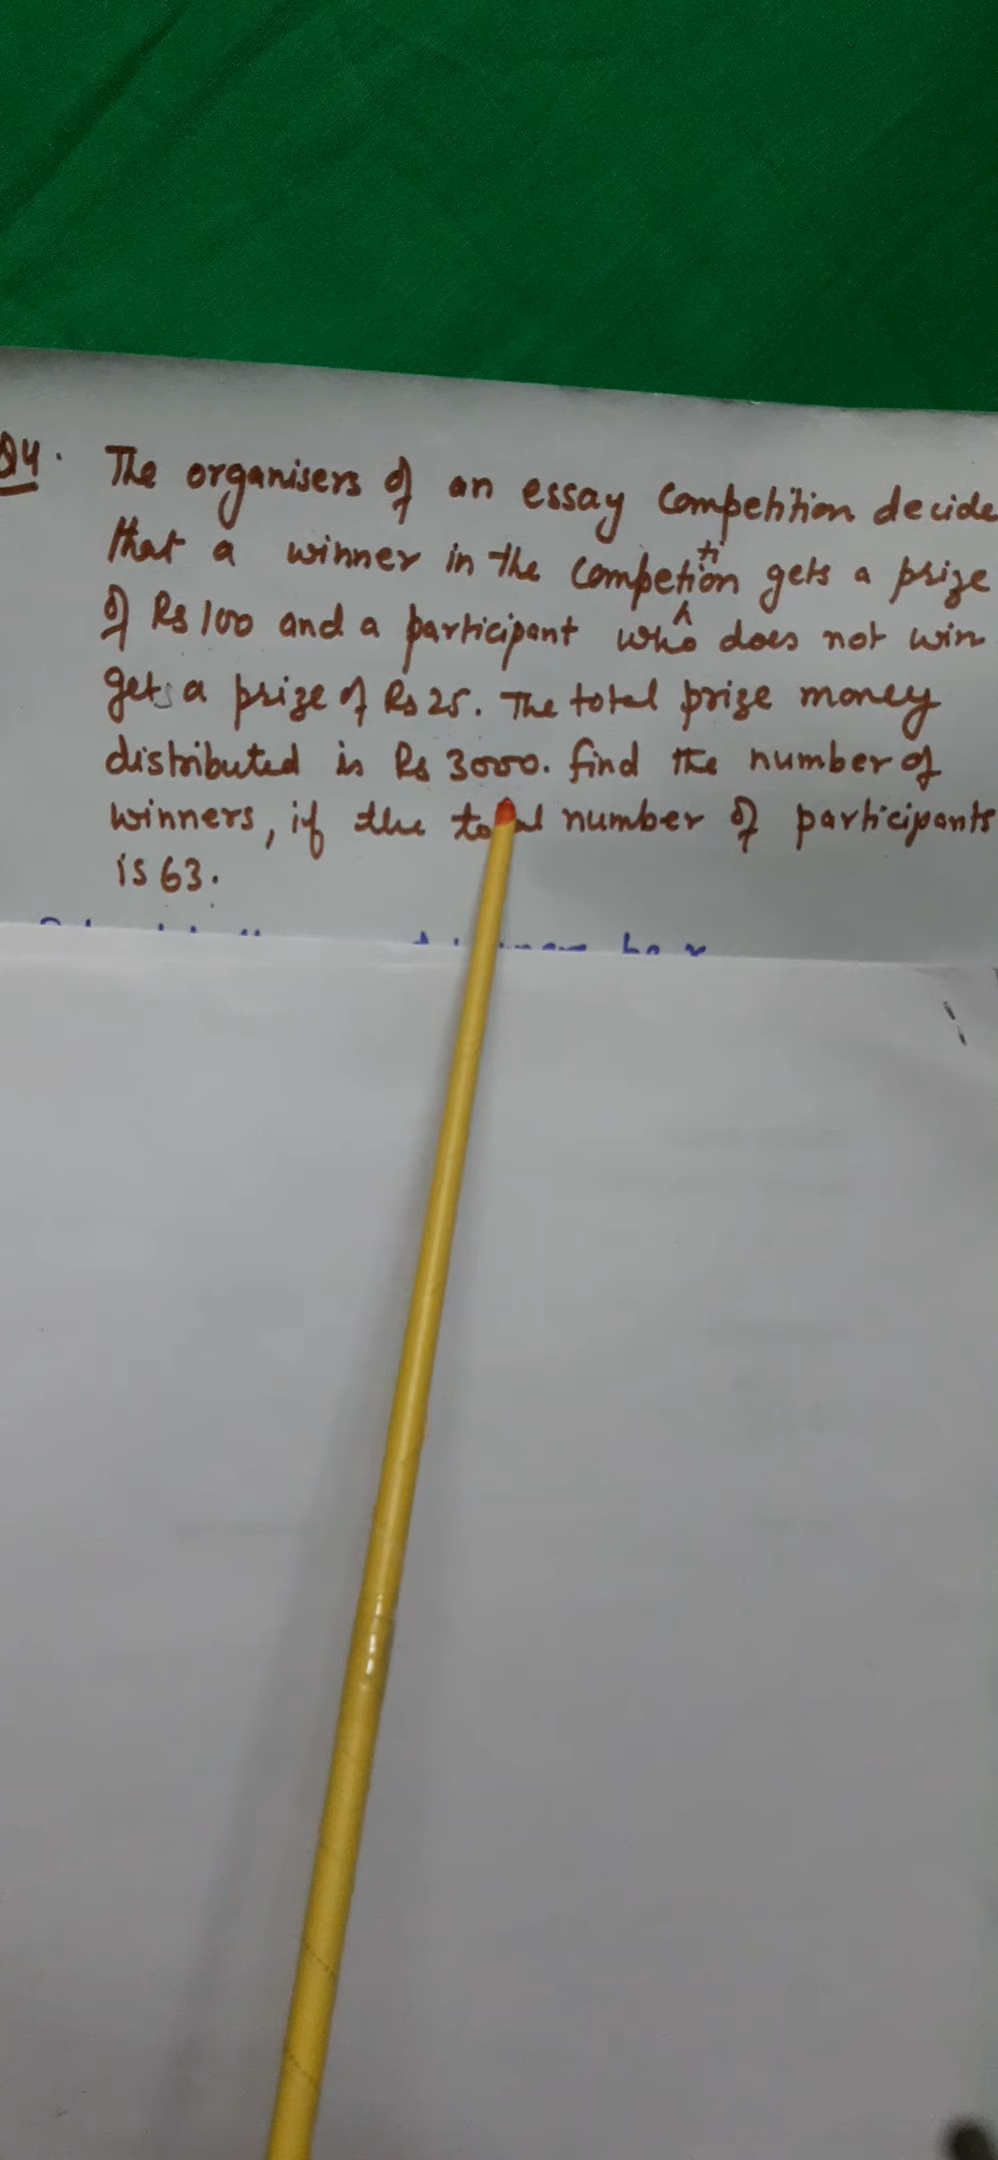 Q4. The organisers of an essay competition decide
that a winner in the competition gets a prize
of Rs 100 and a participant who does not win
gets a prize of Rs 25. The total prize money
distributed is Rs 3000. find the number of
winners, if the total number of participants
is 63.
be x